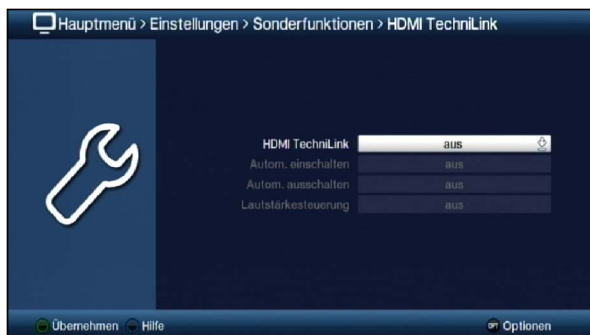 Hauptmenü > Einstellungen > Sonderfunktionen > HDMI TechniLink
HDMI TechniLink aus
Autom. einschalten aus
Autom. ausschalten aus
Lautstärkesteuerung aus
Übernehmen Hilfe OPT Optionen